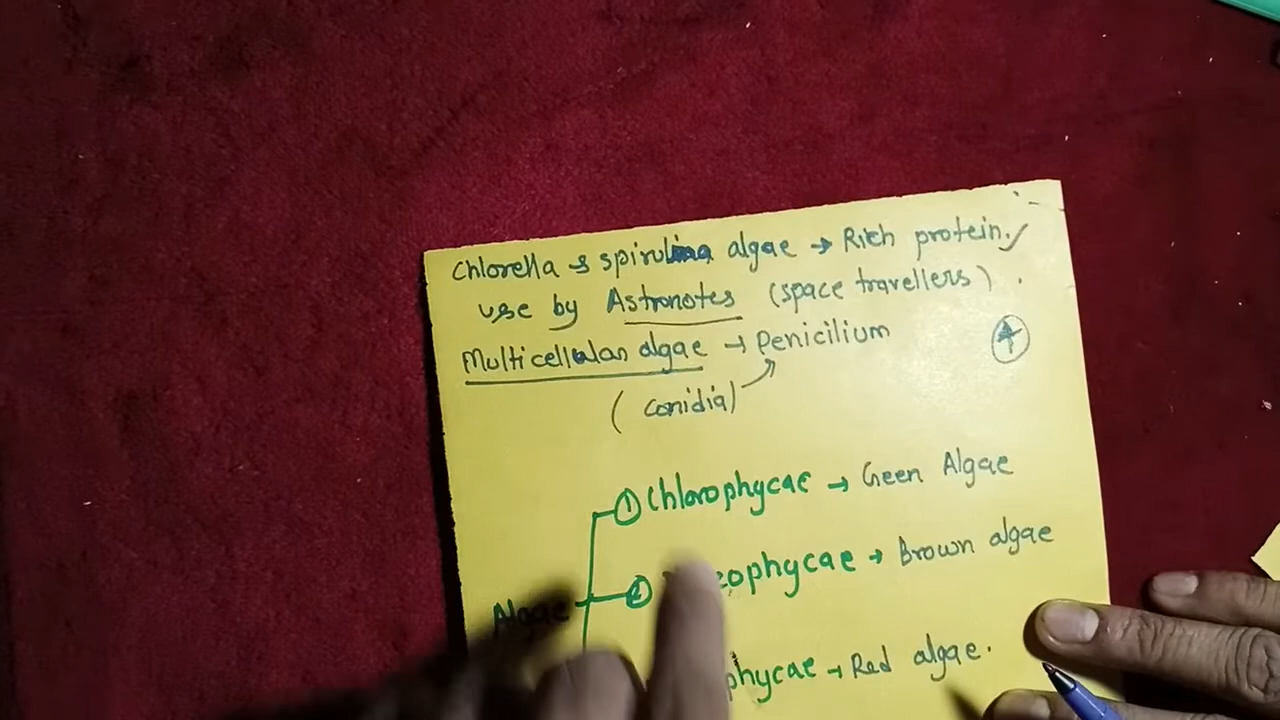 Chlorella & spirulina algae → Rich protein.
use by Astronotes (space travellers).
Multicellulan algae → Penicilium
(conidia)
① Chlorophycae → Green Algae
② eophycae → Brown algae
Algae
phycae → Red algae.